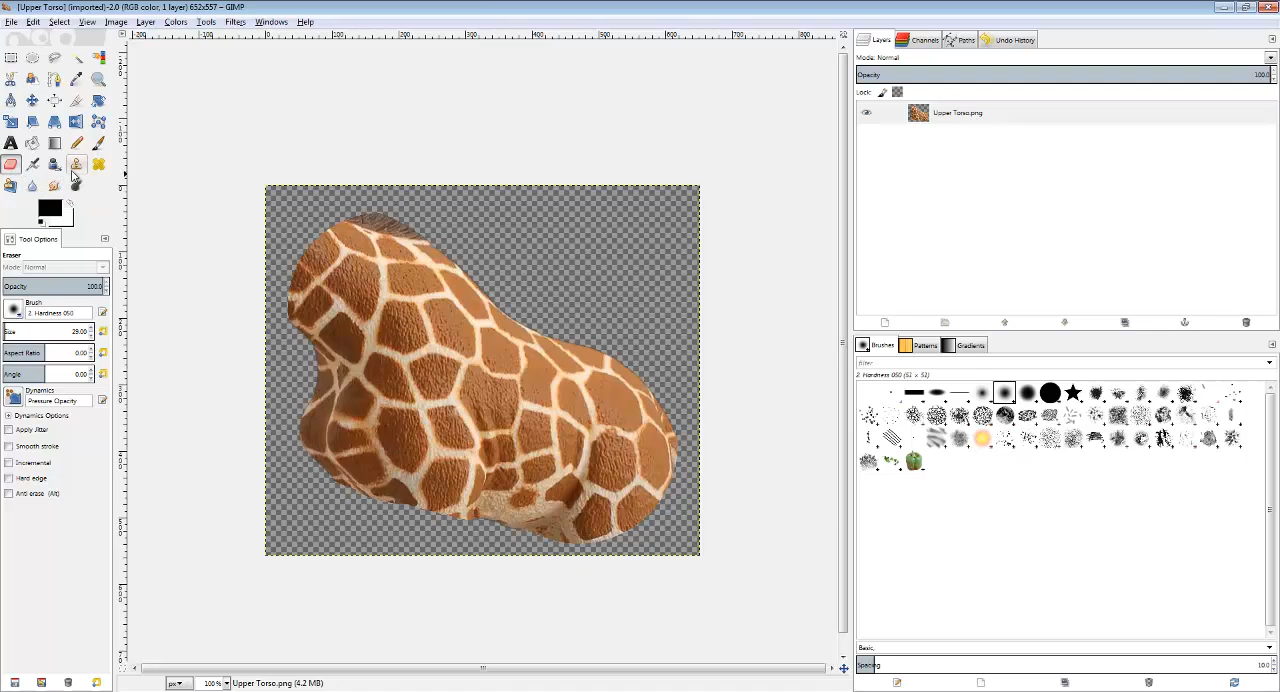 [Upper Torso] (imported)-2.0 (RGB color, 1 layer) 652x557 – GIMP
File Edit Select View Image Layer Colors Tools Filters Windows Help
Layers Channels Paths Undo History
Mode: Normal
Opacity 100.0
Lock:
Upper Torso.png
Tool Options
Eraser
Mode: Normal
Opacity 100.0
Brush
2. Hardness 050
Size 29.00
Aspect Ratio 0.00
Angle 0.00
Dynamics
Pressure Opacity
Dynamics Options
Apply Jitter
Smooth stroke
Incremental
Hard edge
Anti erase (Alt)
Brushes Patterns Gradients
filter
2. Hardness 050 (51 × 51)
Basic,
Spacing 10.0
px 100% Upper Torso.png (4.2 MB)